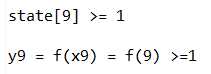 state[9] >= 1
y9 = f(x9) = f(9) >=1